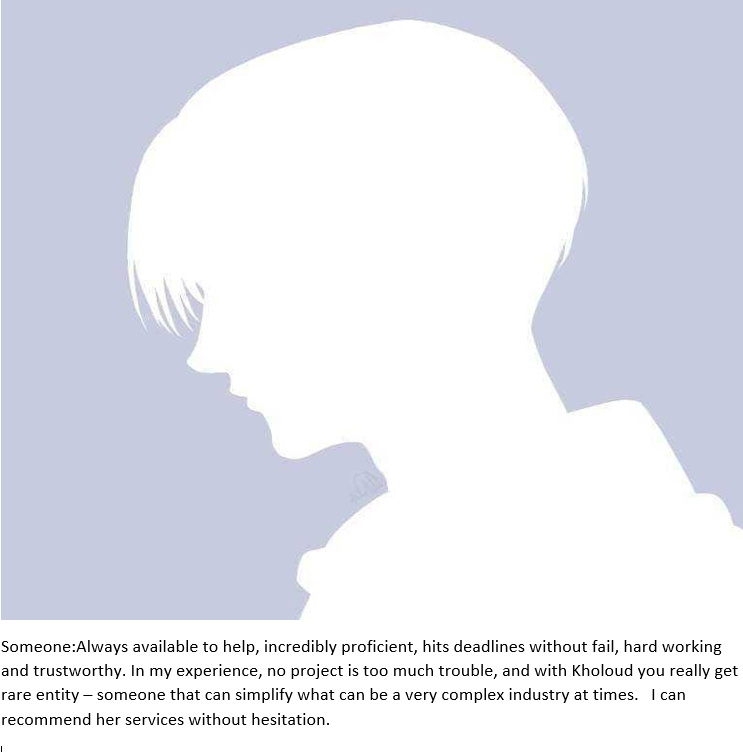 Someone:Always available to help, incredibly proficient, hits deadlines without fail, hard working
and trustworthy. In my experience, no project is too much trouble, and with Kholoud you really get
rare entity – someone that can simplify what can be a very complex industry at times.   I can
recommend her services without hesitation.